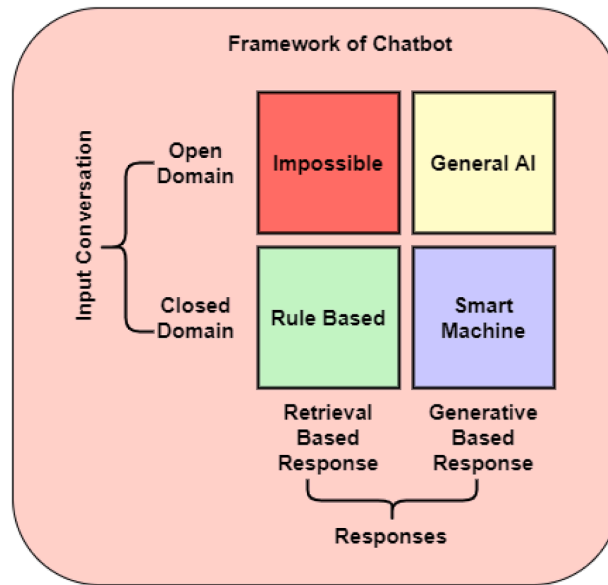 Framework of Chatbot
Input Conversation
Open
Domain
Impossible
General AI
Closed
Domain
Rule Based
Smart
Machine
Retrieval
Based
Response
Generative
Based
Response
Responses